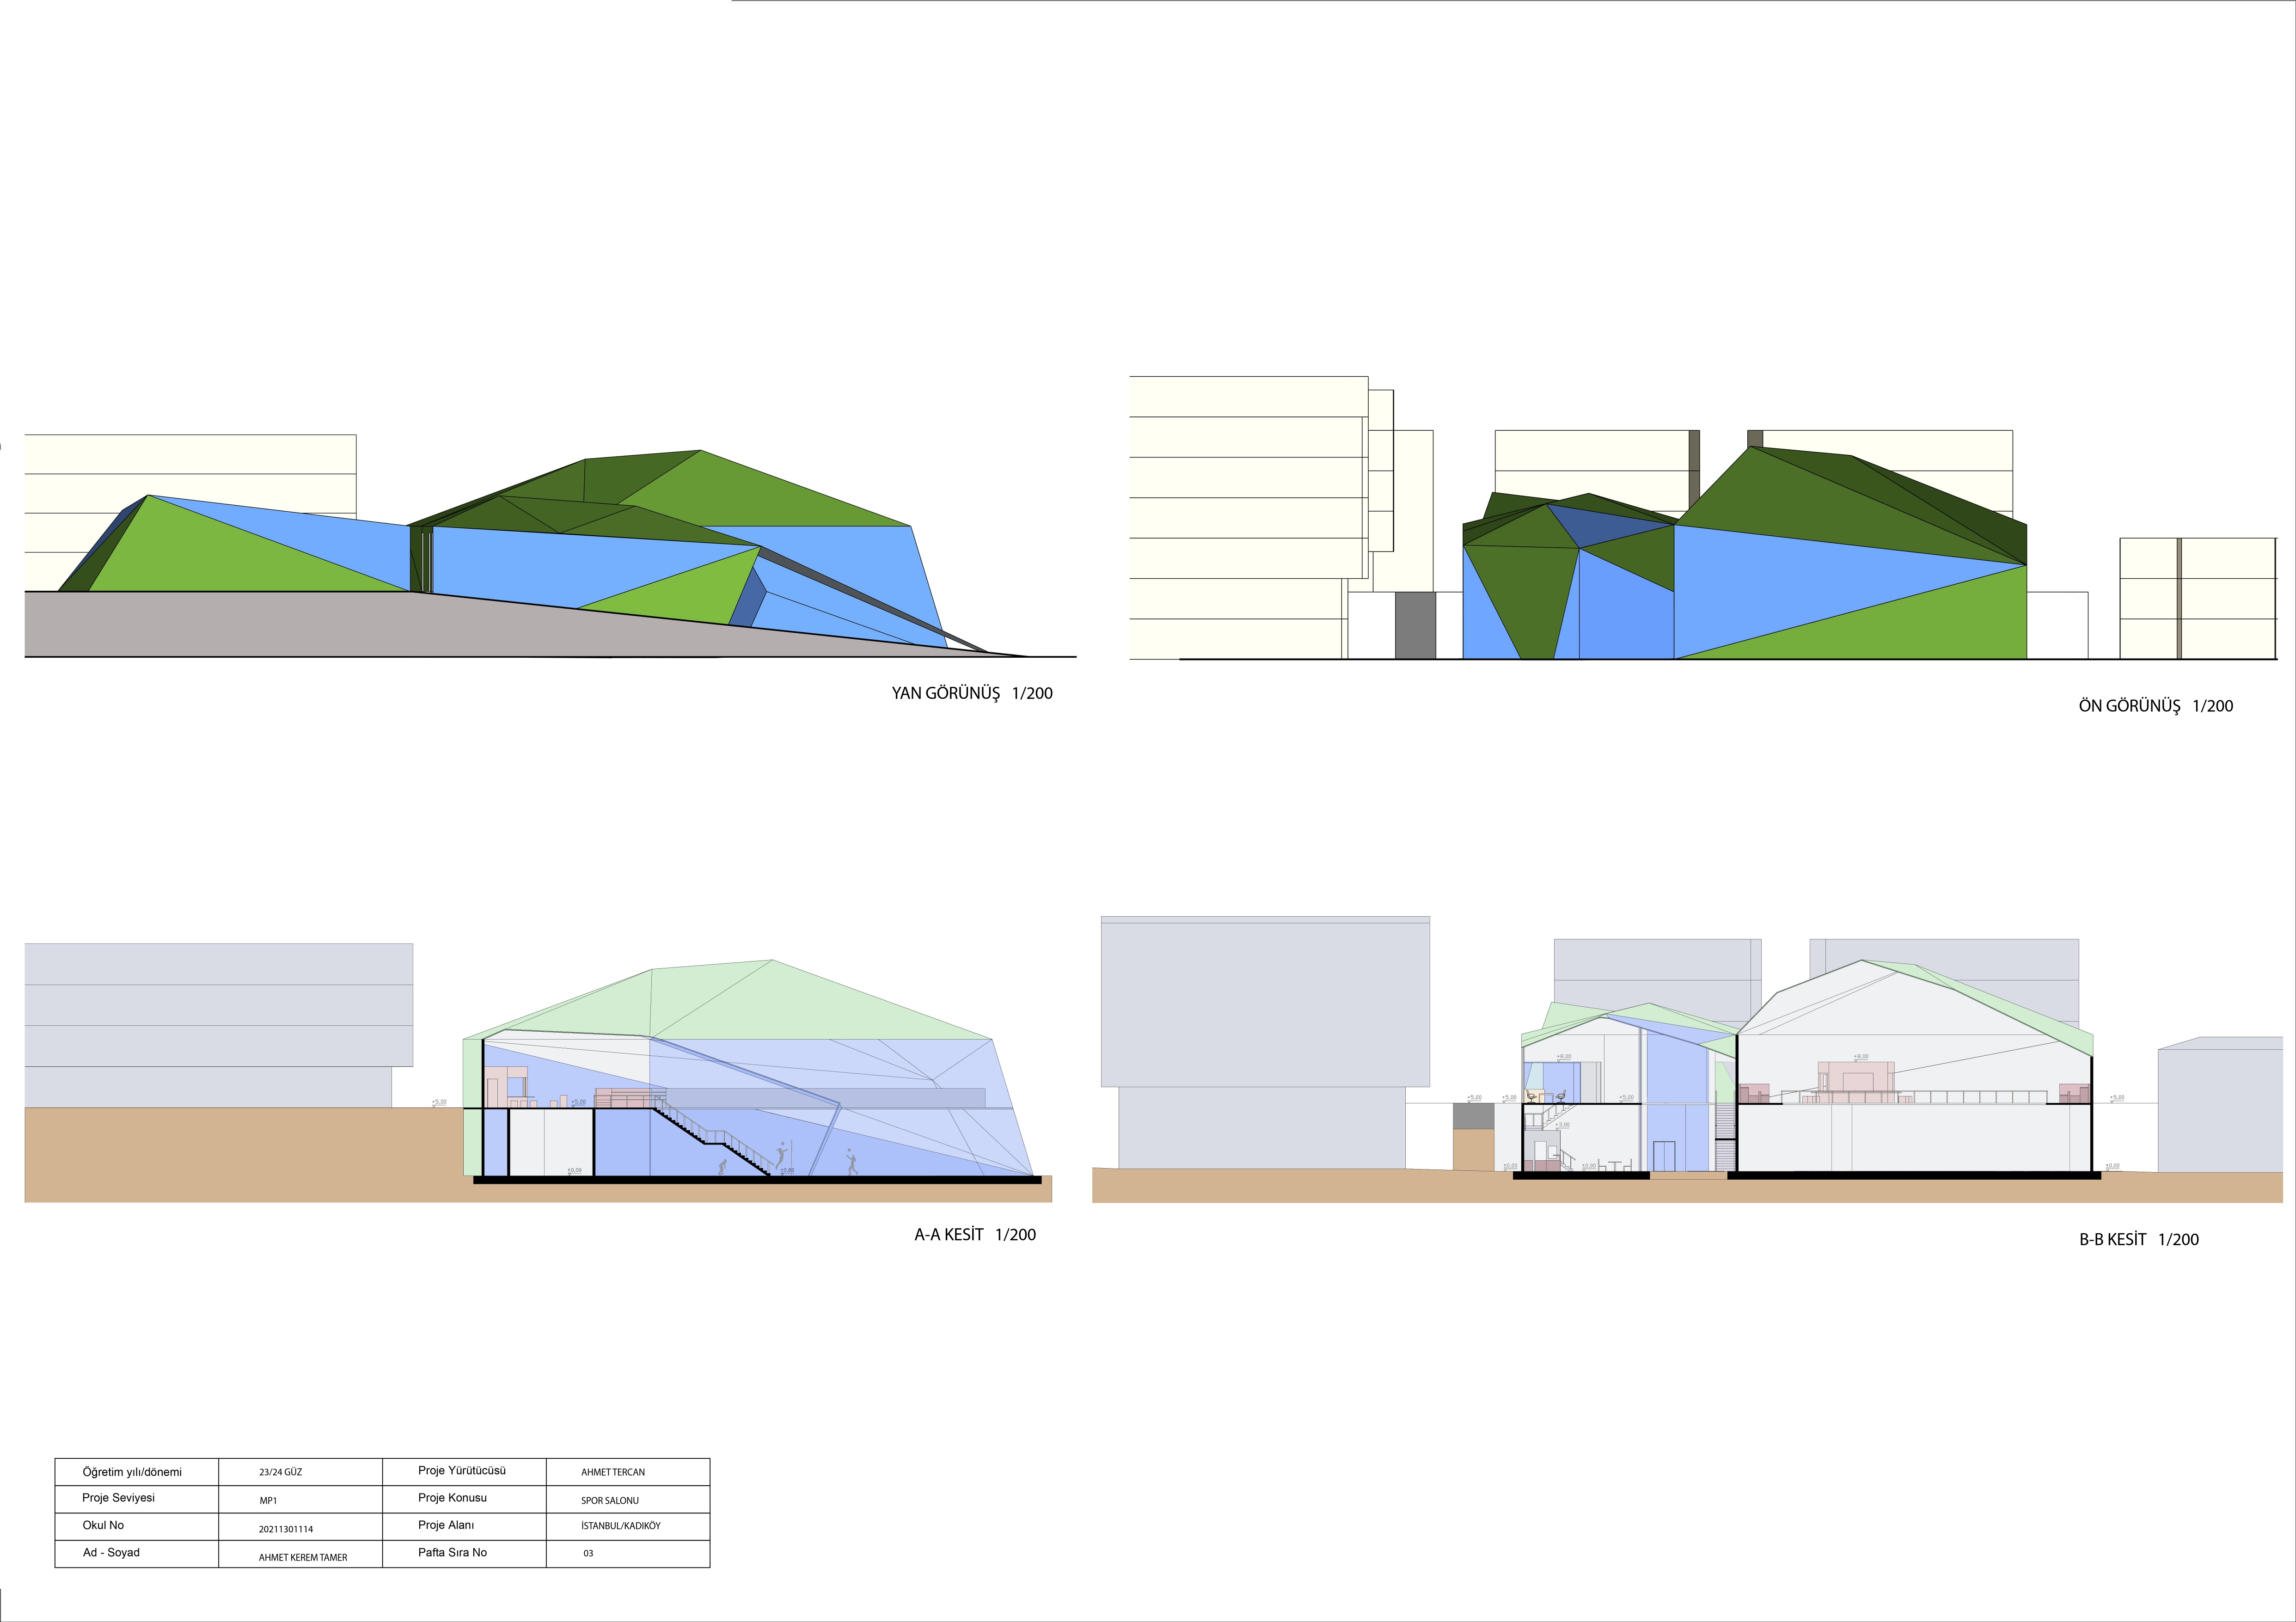 YAN GÖRÜNÜŞ 1/200
ÖN GÖRÜNÜŞ 1/200
+5,00
+5,00
±0,00
±0,00
A-A KESİT 1/200
+8,00
+8,00
+5,00
+5,00
+5,00
+5,00
+3,00
±0,00
±0,00
±0,00
B-B KESİT 1/200
Öğretim yılı/dönemi 23/24 GÜZ Proje Yürütücüsü AHMET TERCAN
Proje Seviyesi MP1 Proje Konusu SPOR SALONU
Okul No 20211301114 Proje Alanı İSTANBUL/KADIKÖY
Ad - Soyad AHMET KEREM TAMER Pafta Sıra No 03